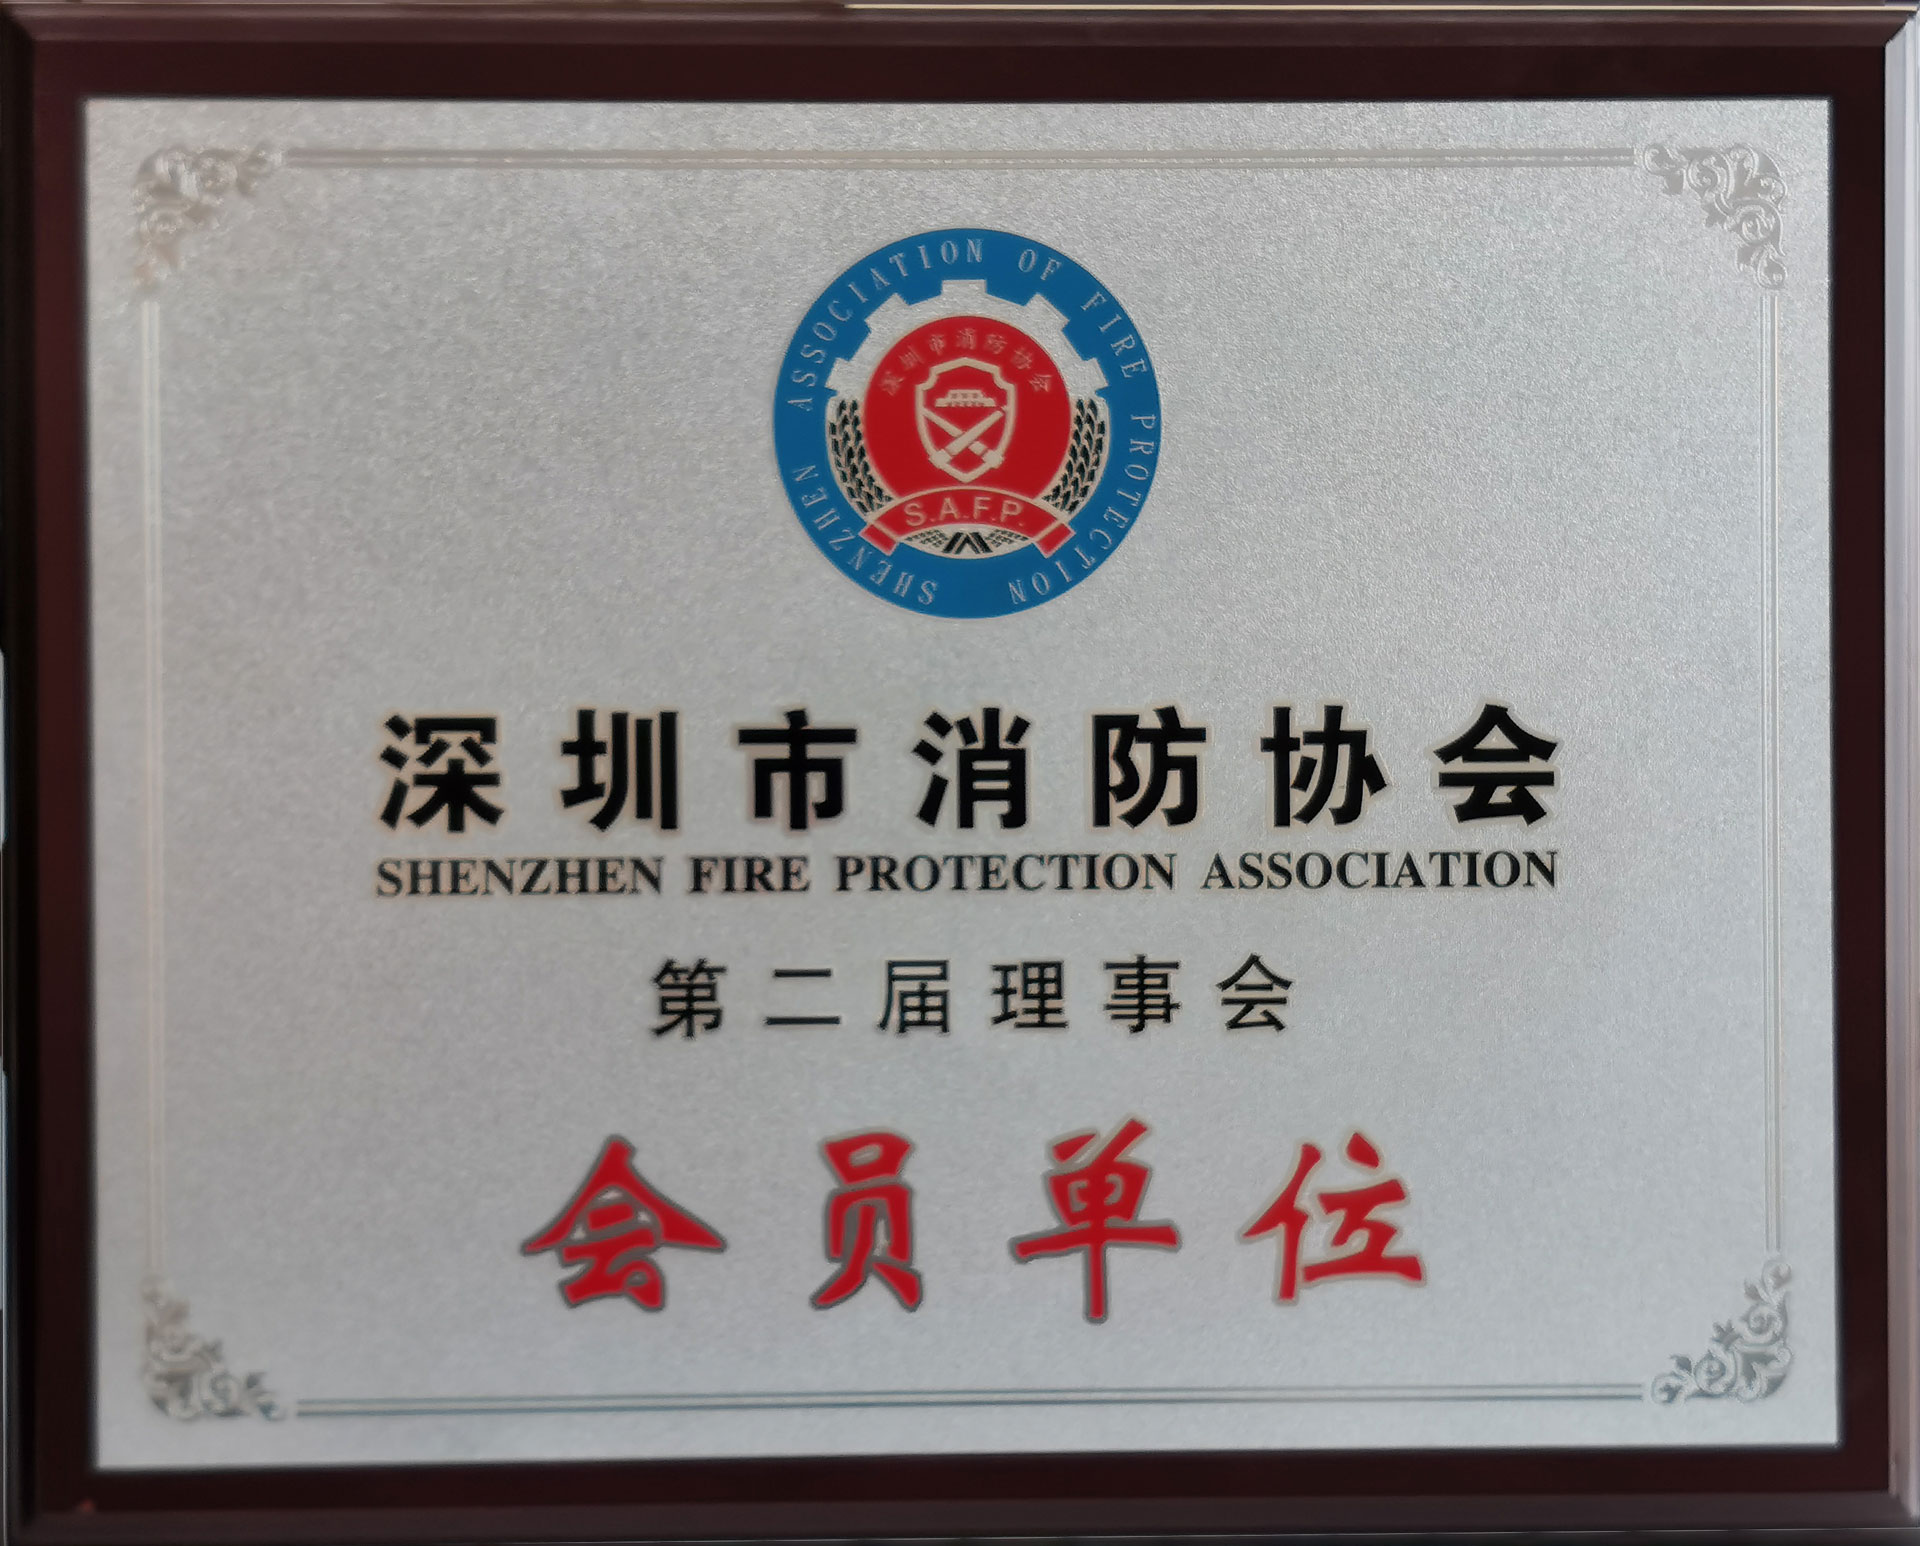 SHENZHEN ASSOCIATION OF FIRE PROTECTION
深圳市消防协会
S.A.F.P.
深圳市消防协会
SHENZHEN FIRE PROTECTION ASSOCIATION
第二届理事会
会员单位